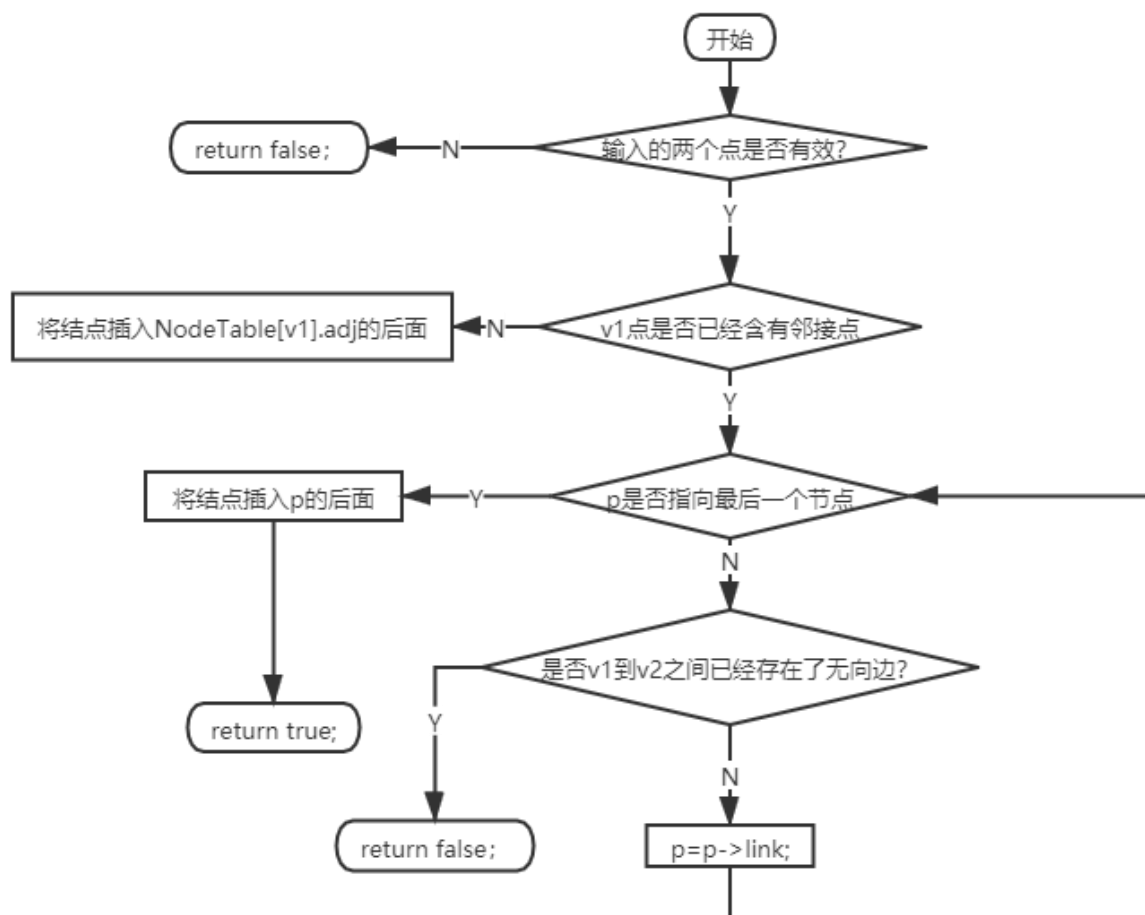 开始
输入的两个点是否有效?
N
return false;
Y
v1点是否已经含有邻接点
N
将结点插入NodeTable[v1].adj的后面
Y
p是否指向最后一个节点
Y
将结点插入p的后面
N
是否v1到v2之间已经存在了无向边?
return true;
Y
N
return false;
p=p->link;